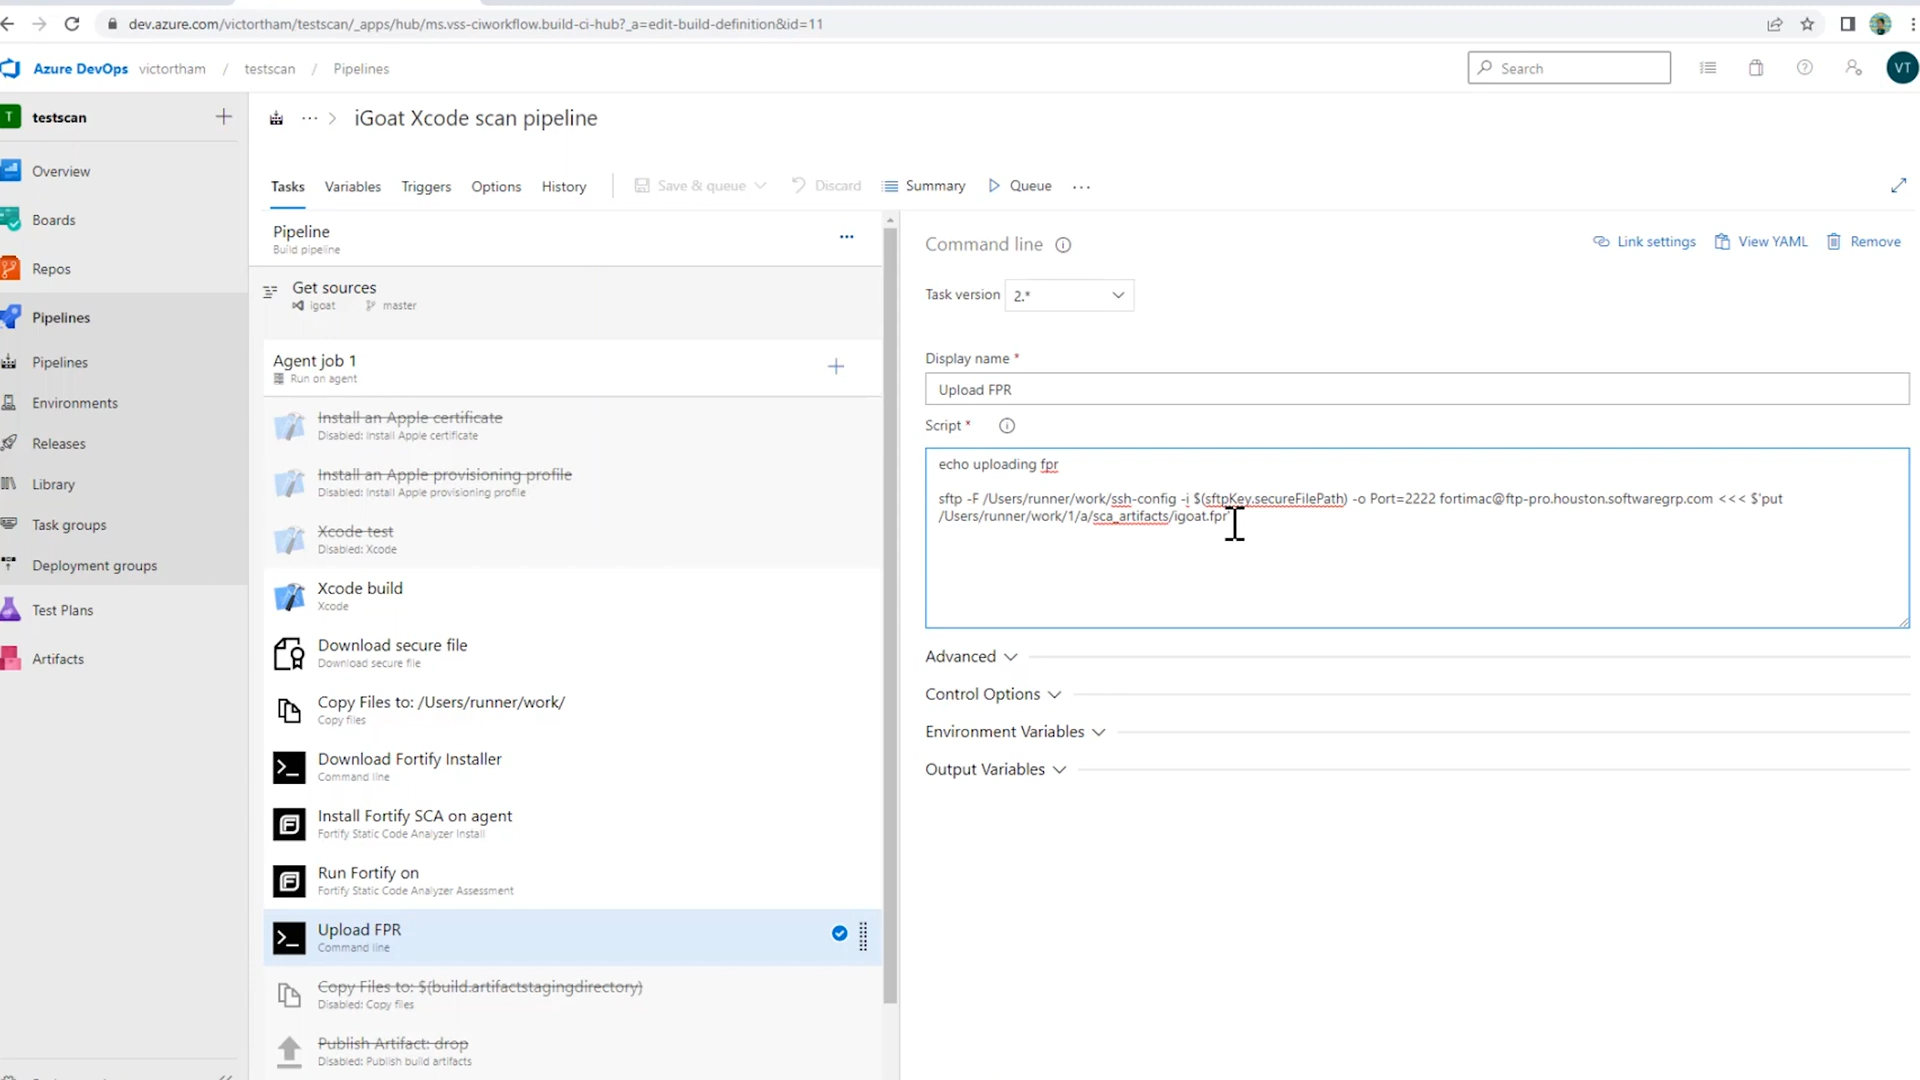 dev.azure.com/victortham/testscan/_apps/hub/ms.vss-ciworkflow.build-ci-hub?_a=edit-build-definition&id=11
Azure DevOps victortham / testscan / Pipelines
Search
VT
T testscan
Overview
Boards
Repos
Pipelines
Pipelines
Environments
Releases
Library
Task groups
Deployment groups
Test Plans
Artifacts
... > iGoat Xcode scan pipeline
Tasks Variables Triggers Options History Save & queue Discard Summary Queue ...
Pipeline
Build pipeline
Get sources
igoat master
Agent job 1
Run on agent
Install an Apple certificate
Disabled: Install Apple certificate
Install an Apple provisioning profile
Disabled: Install Apple provisioning profile
Xcode test
Disabled: Xcode
Xcode build
Xcode
Download secure file
Download secure file
Copy Files to: /Users/runner/work/
Copy files
Download Fortify Installer
Command line
Install Fortify SCA on agent
Fortify Static Code Analyzer Install
Run Fortify on
Fortify Static Code Analyzer Assessment
Upload FPR
Command line
Copy Files to: $(build.artifactstagingdirectory)
Disabled: Copy files
Publish Artifact: drop
Disabled: Publish build artifacts
Command line
Link settings View YAML Remove
Task version 2.*
Display name *
Upload FPR
Script *
echo uploading fpr
sftp -F /Users/runner/work/ssh-config -i $(sftpKey.secureFilePath) -o Port=2222 fortimac@ftp-pro.houston.softwaregrp.com <<< $'put
/Users/runner/work/1/a/sca_artifacts/igoat.fpr'
Advanced
Control Options
Environment Variables
Output Variables